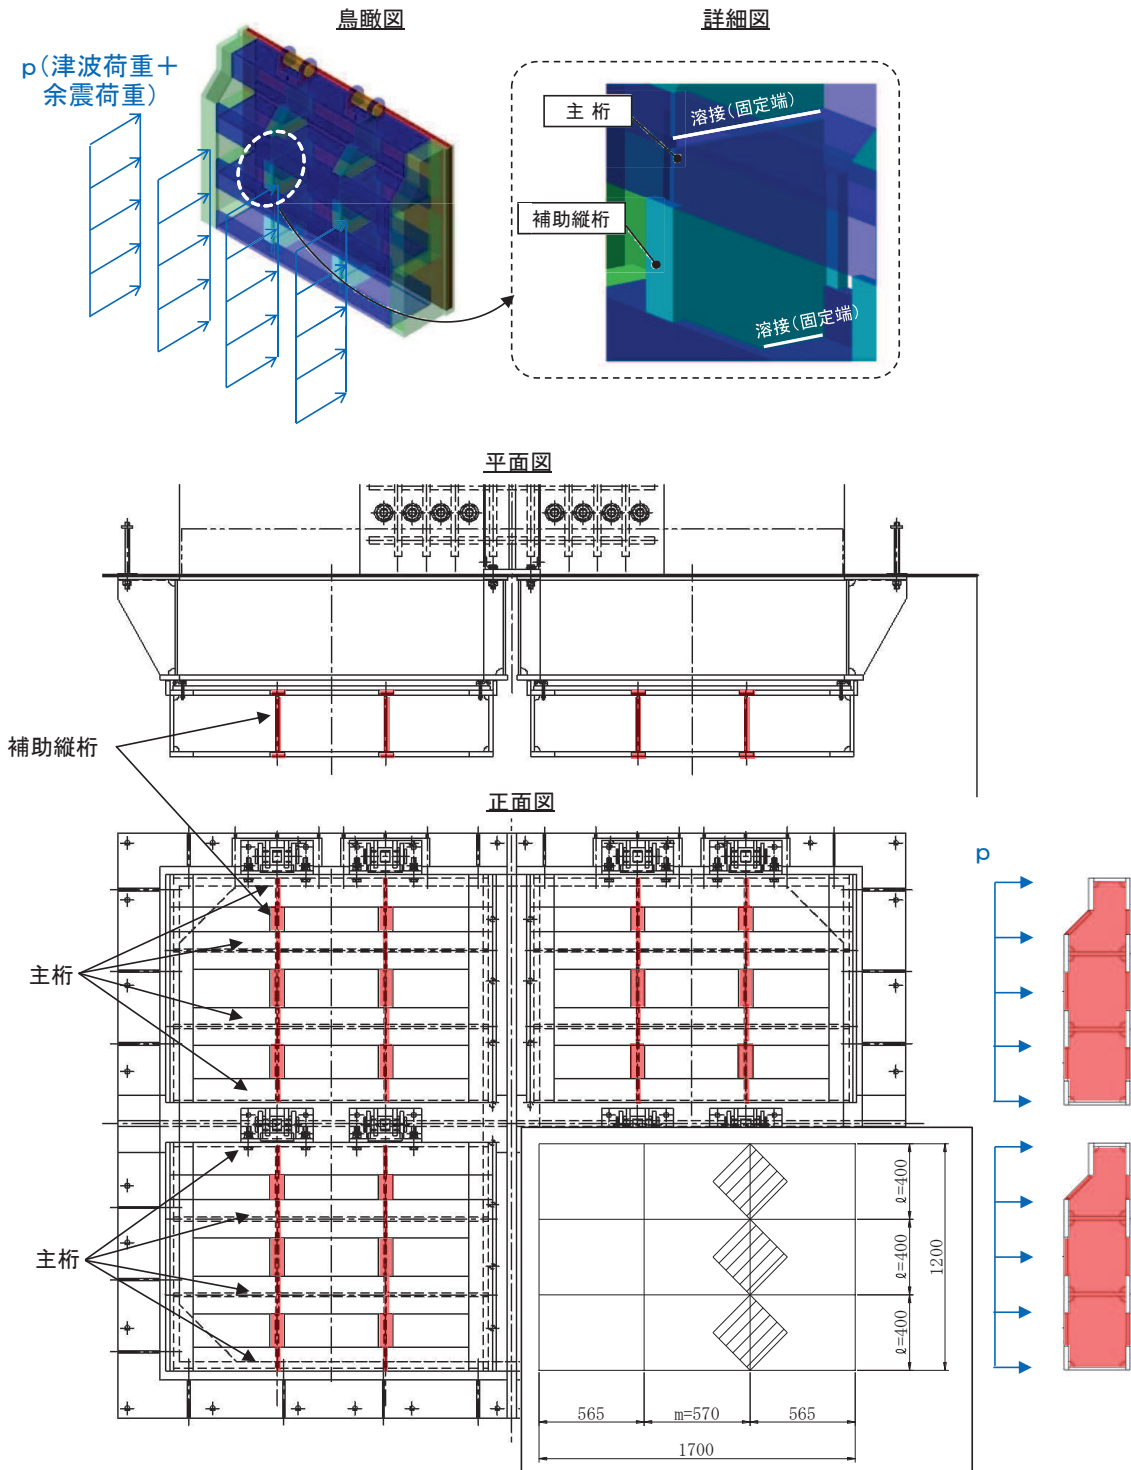 鳥瞰図
詳細図
p(津波荷重＋
余震荷重)
主 桁
溶接(固定端)
補助縦桁
溶接(固定端)
平面図
補助縦桁
正面図
p
主桁
主桁
ℓ=400
ℓ=400
ℓ=400
1200
565
m=570
565
1700